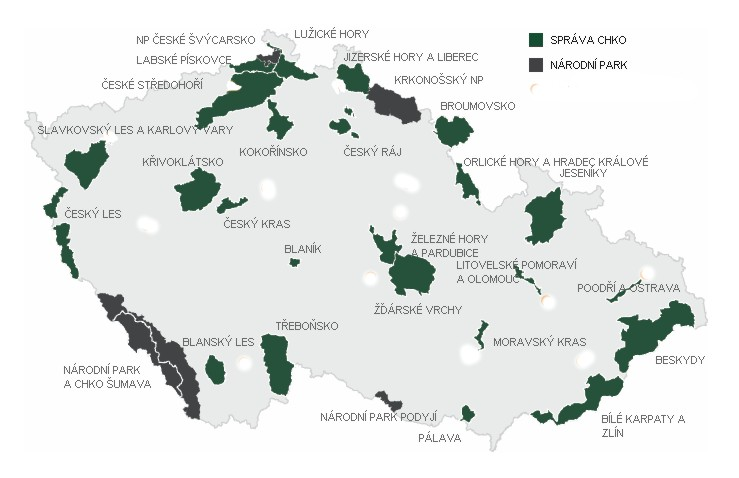 LUŽICKÉ HORY
NP ČESKÉ ŠVÝCARSKO
SPRÁVA CHKO
LABSKÉ PÍSKOVCE
JIZERSKÉ HORY A LIBEREC
NÁRODNÍ PARK
KRKONOŠSKÝ NP
ČESKÉ STŘEDOHOŘÍ
BROUMOVSKO
SLAVKOVSKÝ LES A KARLOVY VARY
KOKOŘÍNSKO
ČESKÝ RÁJ
KŘIVOKLÁTSKO
ORLICKÉ HORY A HRADEC KRÁLOVÉ
JESENÍKY
ČESKÝ LES
ČESKÝ KRAS
BLANÍK
ŽELEZNÉ HORY
A PARDUBICE
LITOVELSKÉ POMORAVÍ
A OLOMOUC
POODŘÍ A OSTRAVA
ŽĎÁRSKÉ VRCHY
TŘEBOŇSKO
BLANSKÝ LES
MORAVSKÝ KRAS
BESKYDY
NÁRODNÍ PARK
A CHKO ŠUMAVA
NÁRODNÍ PARK PODYJÍ
PÁLAVA
BÍLÉ KARPATY A
ZLÍN